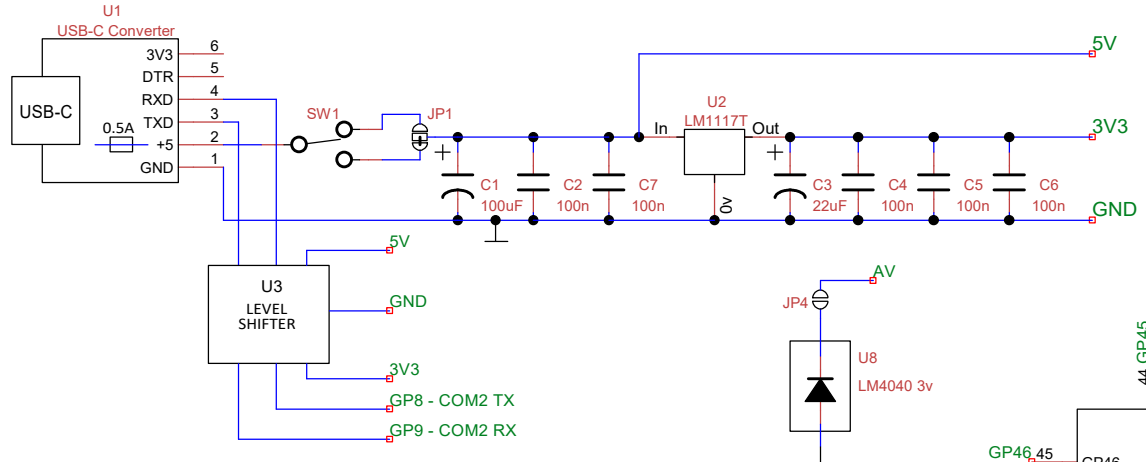 U1
USB-C Converter
3V3 6
DTR 5
RXD 4
TXD 3
+5 2
GND 1
USB-C
0.5A
SW1
JP1
5V
U2
LM1117T
In
Out
0v
3V3
+
C1
100uF
C2
100n
C7
100n
+
C3
22uF
C4
100n
C5
100n
C6
100n
GND
U3
LEVEL
SHIFTER
5V
GND
3V3
GP8 - COM2 TX
GP9 - COM2 RX
AV
JP4
U8
LM4040 3v
44 GP45
GP46 45
GP46